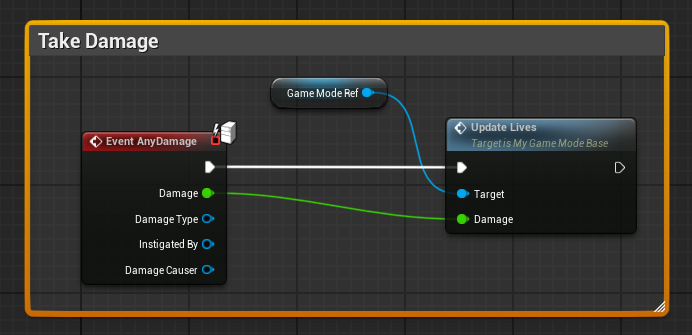 Take Damage
Game Mode Ref
Event AnyDamage
Damage
Damage Type
Instigated By
Damage Causer
Update Lives
Target is My Game Mode Base
Target
Damage